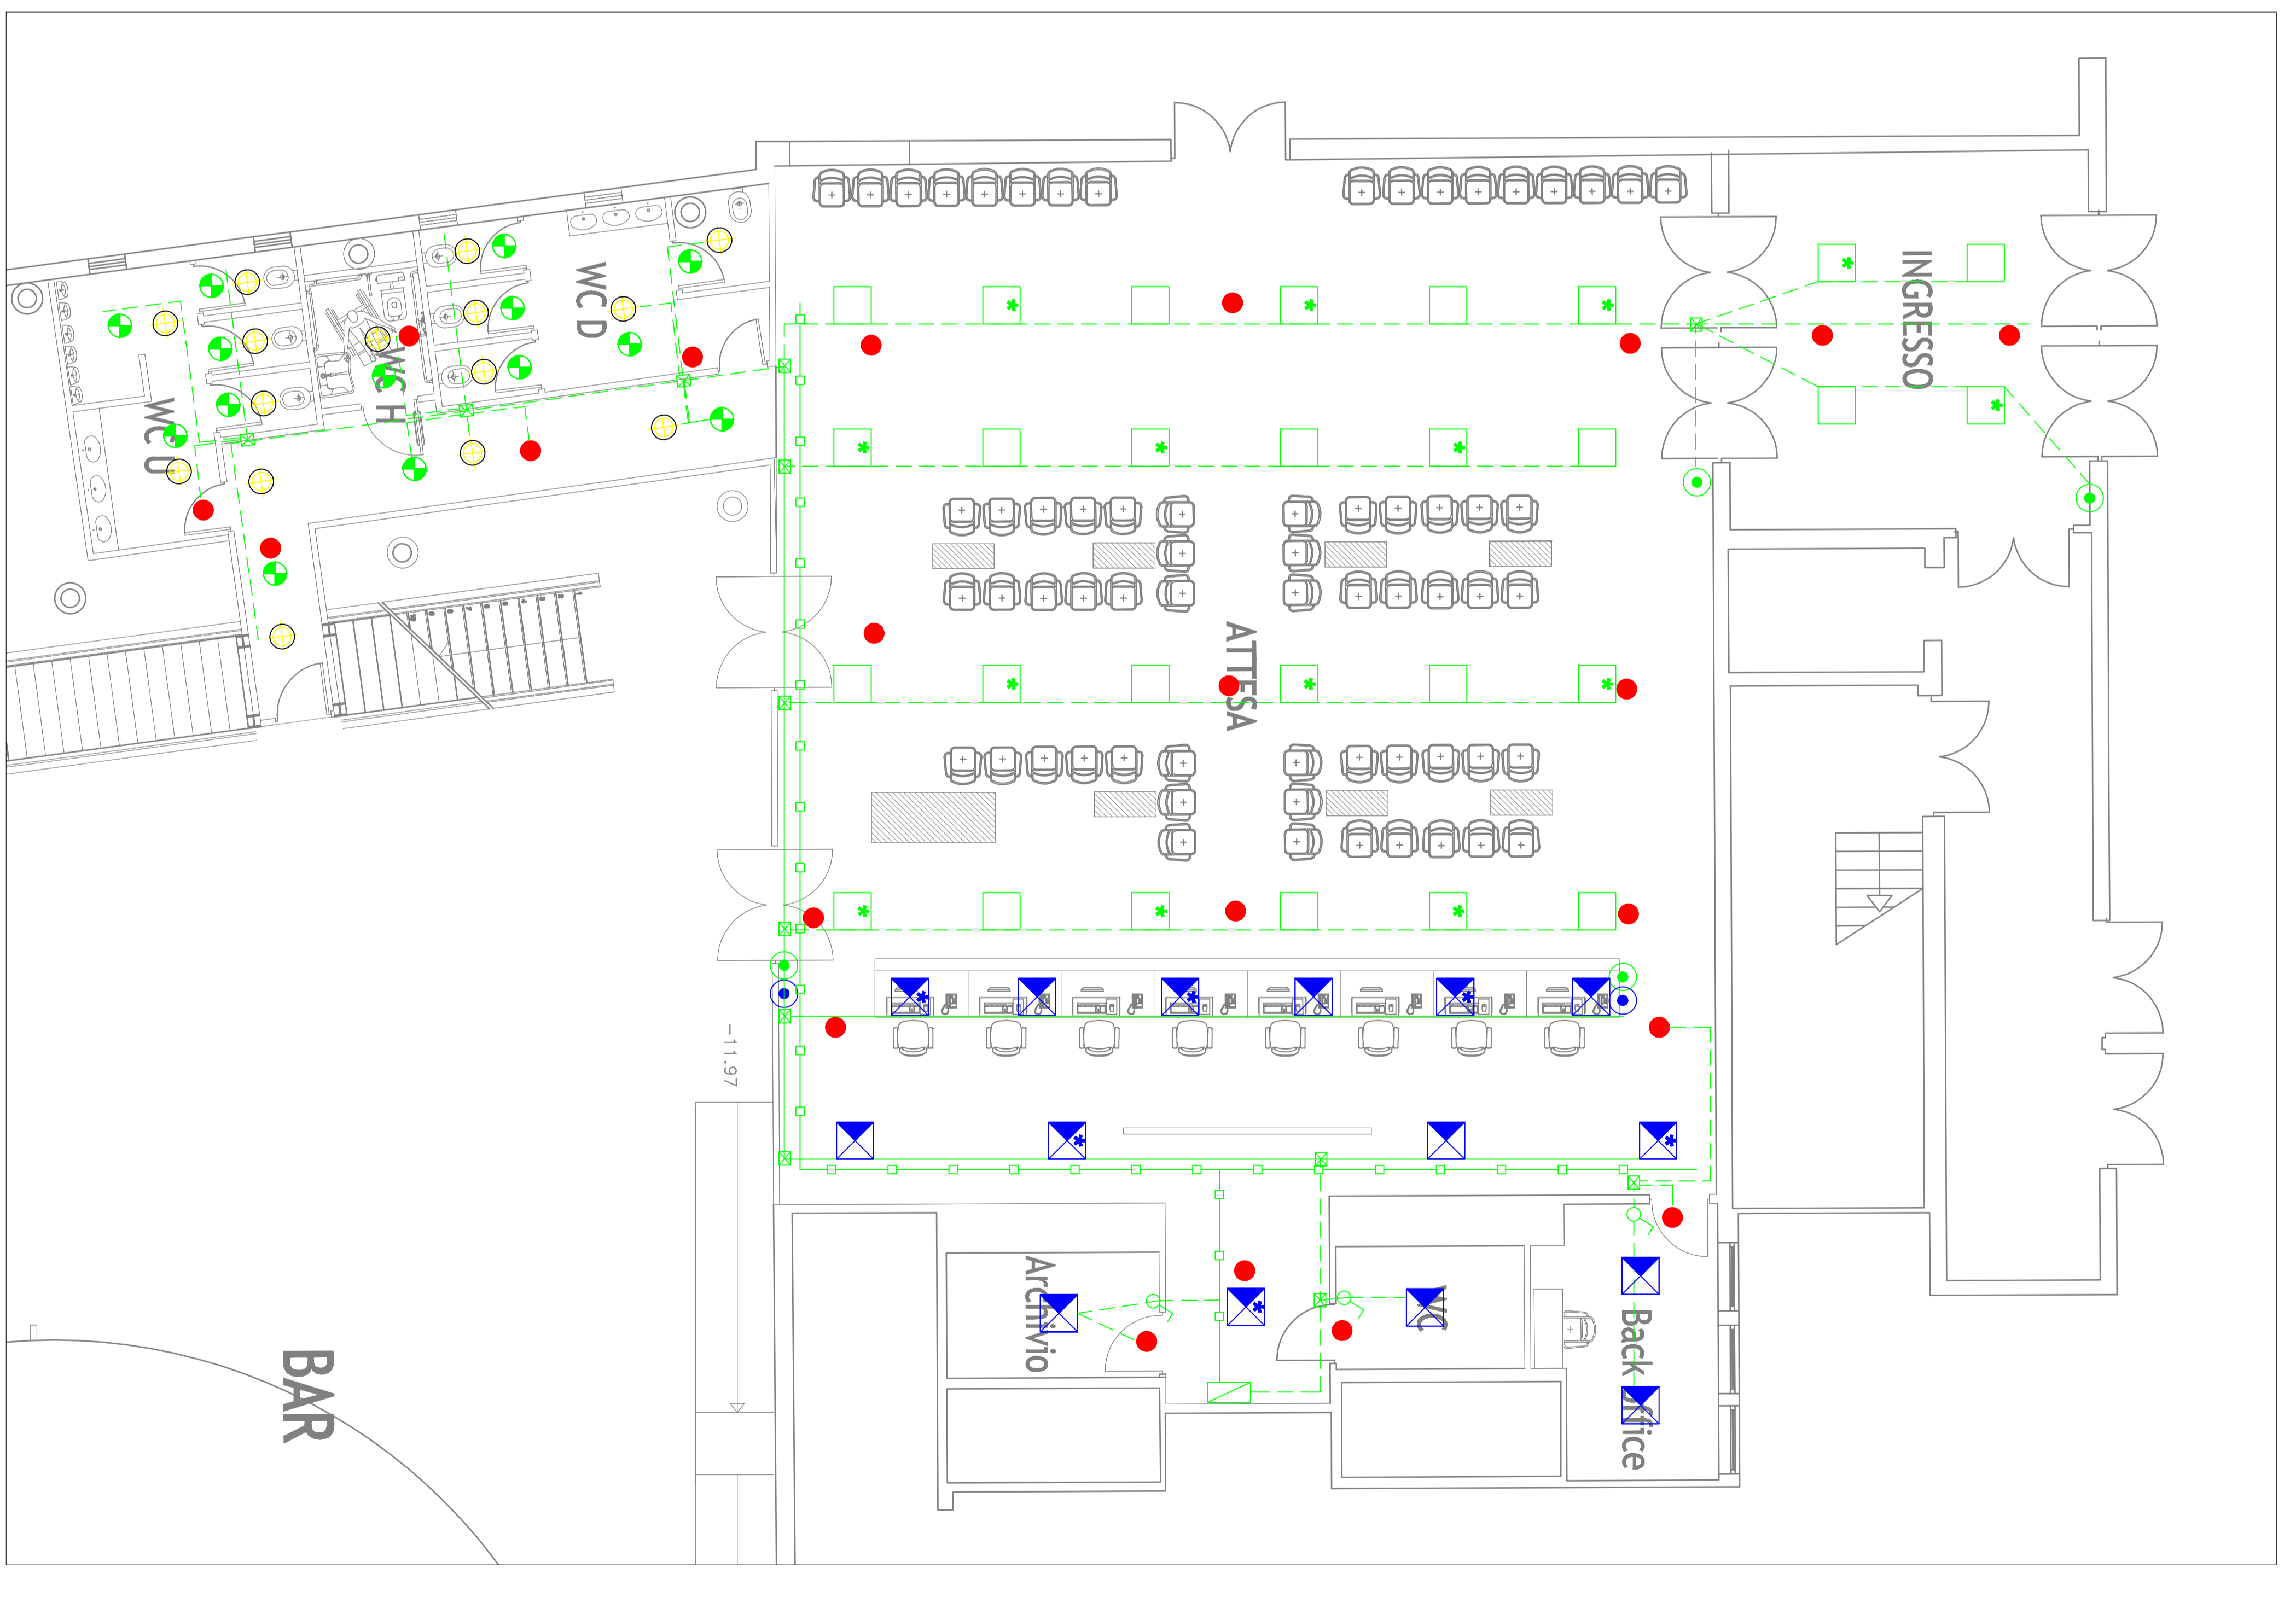 INGRESSO
WC D
WC H
WC U
ATTESA
-11.97
Archivio
WC
Back office
BAR